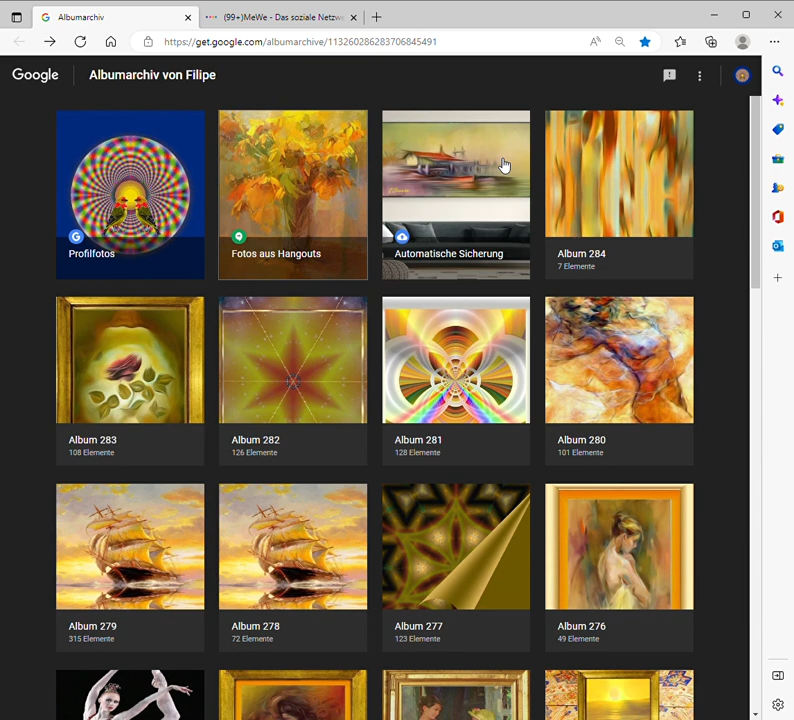 Albumarchiv
(99+)MeWe - Das soziale Netzwe
https://get.google.com/albumarchive/113260286283706845491
Google
Albumarchiv von Filipe
Profilfotos
Fotos aus Hangouts
Automatische Sicherung
Album 284
7 Elemente
Album 283
108 Elemente
Album 282
126 Elemente
Album 281
128 Elemente
Album 280
101 Elemente
Album 279
315 Elemente
Album 278
72 Elemente
Album 277
123 Elemente
Album 276
49 Elemente